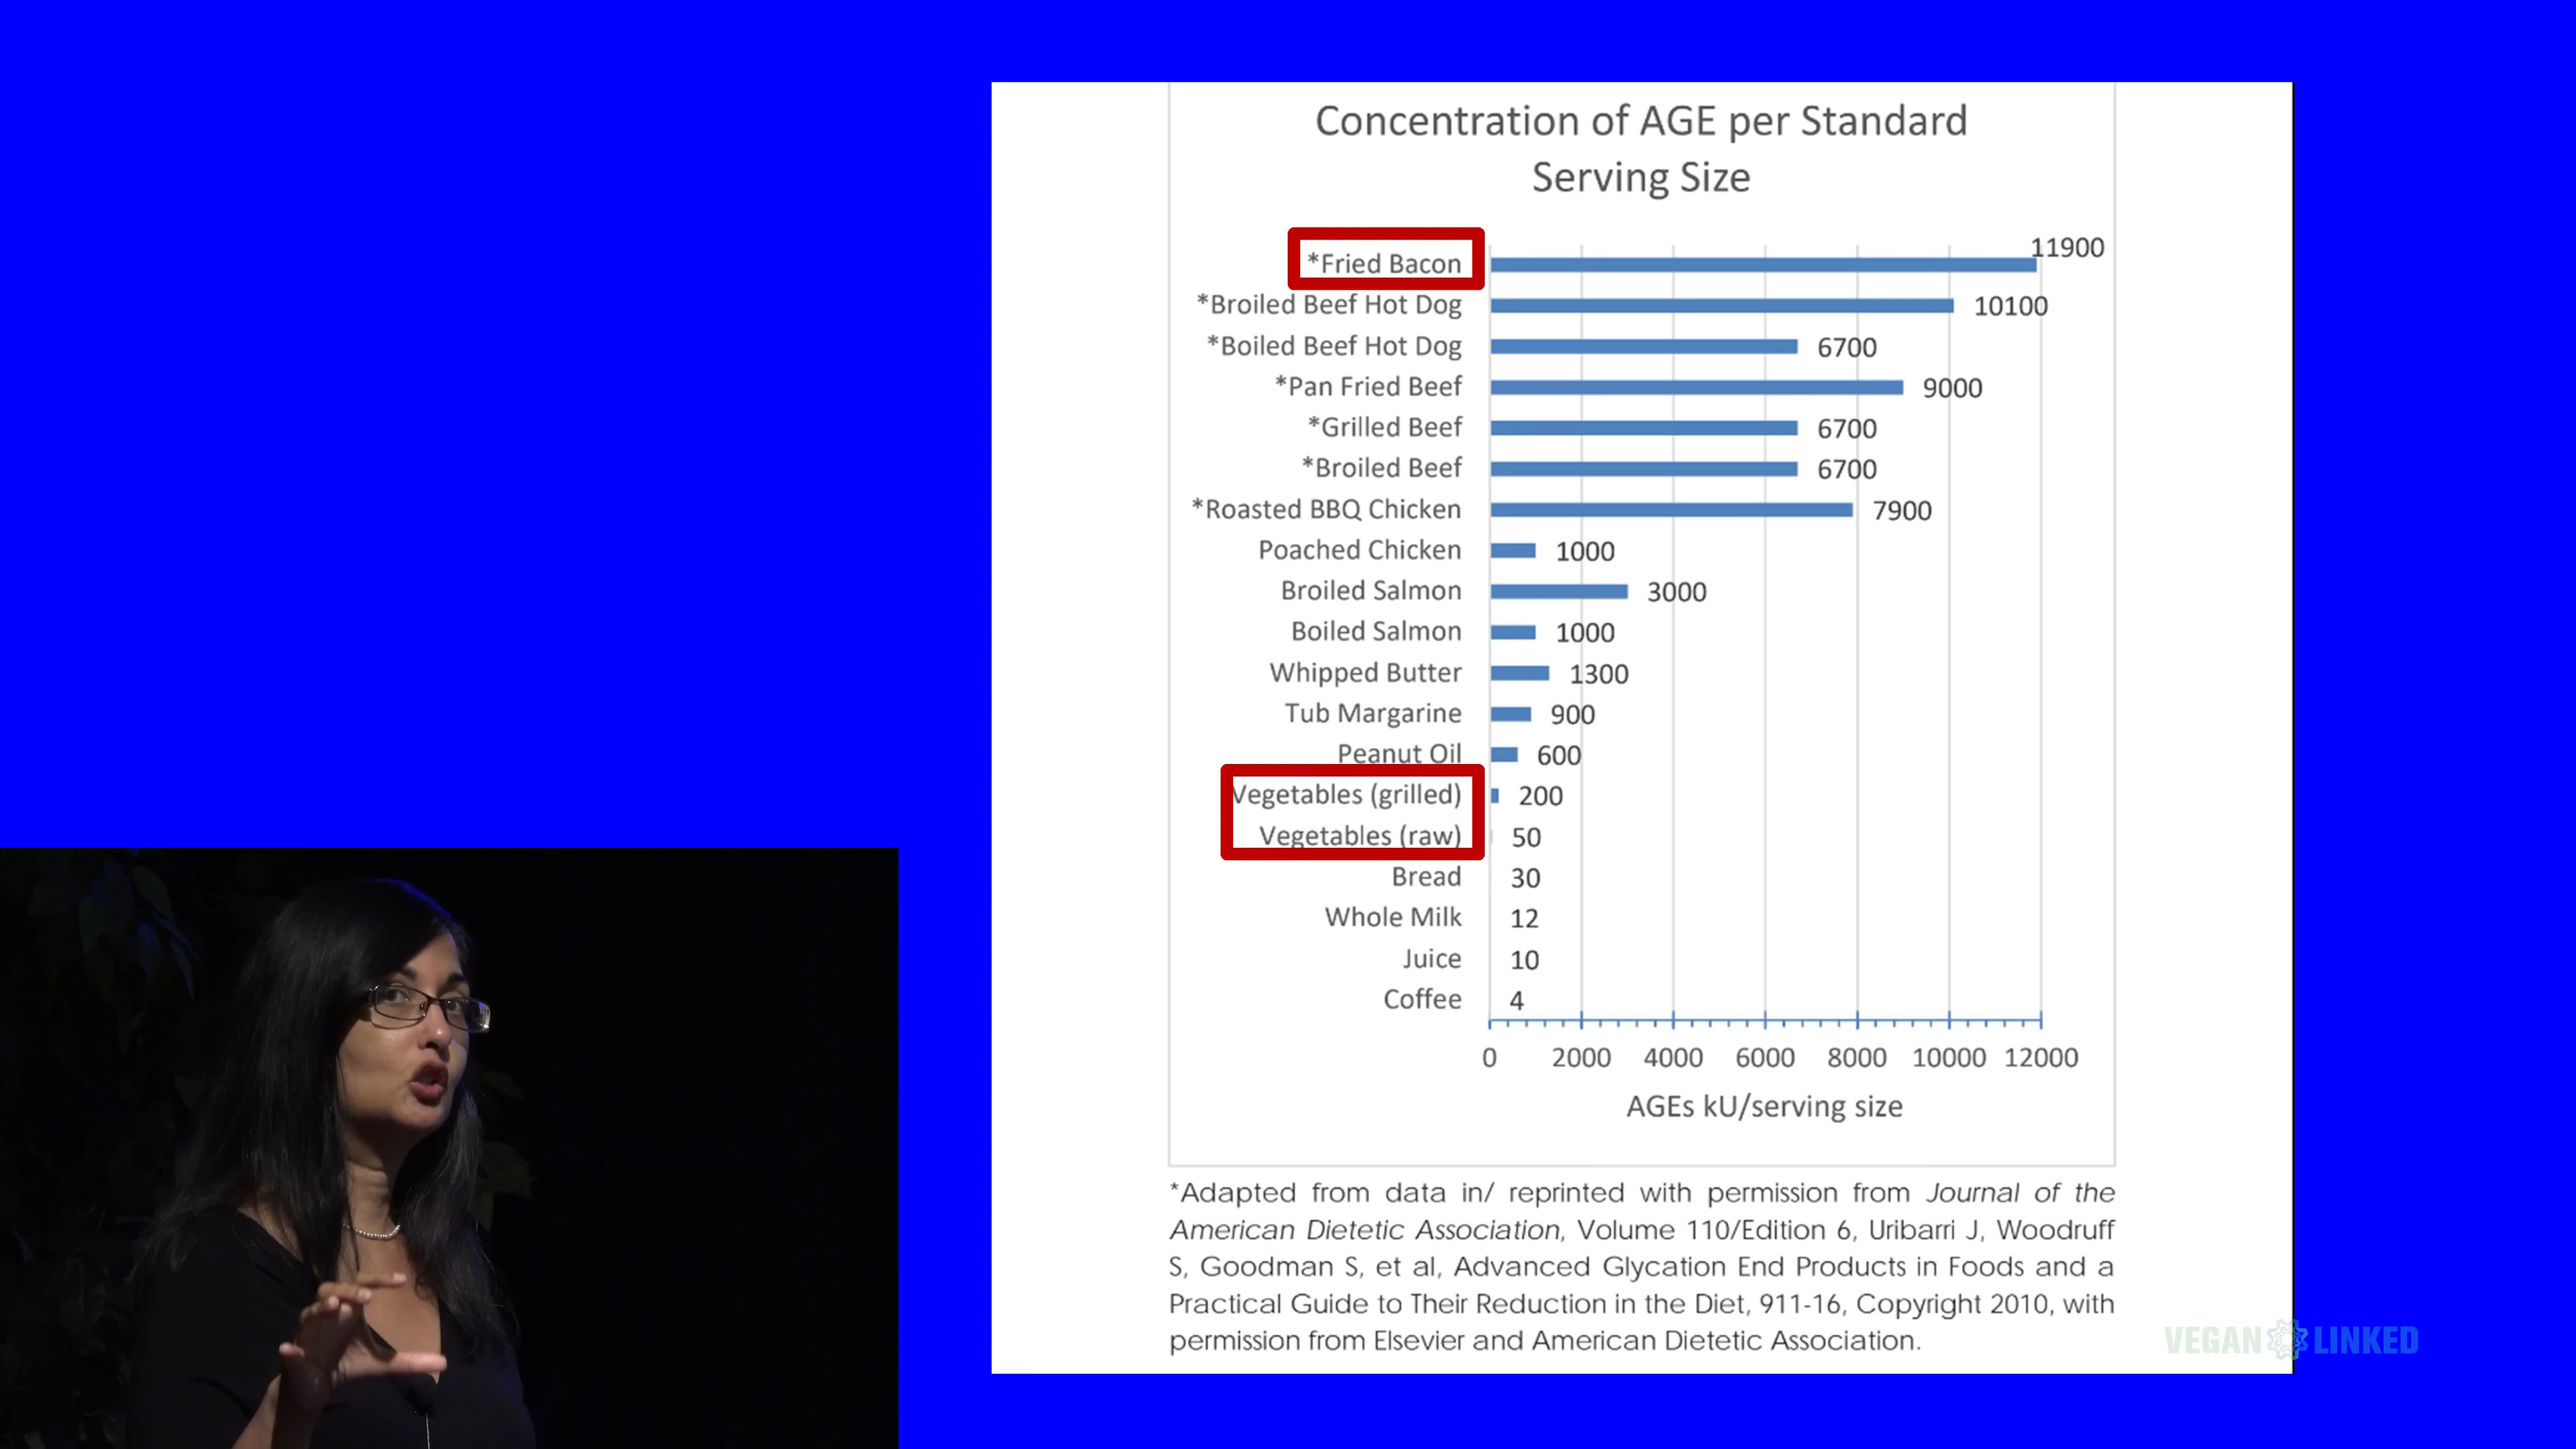 Concentration of AGE per Standard
Serving Size
*Fried Bacon 11900
*Broiled Beef Hot Dog 10100
*Boiled Beef Hot Dog 6700
*Pan Fried Beef 9000
*Grilled Beef 6700
*Broiled Beef 6700
*Roasted BBQ Chicken 7900
Poached Chicken 1000
Broiled Salmon 3000
Boiled Salmon 1000
Whipped Butter 1300
Tub Margarine 900
Peanut Oil 600
Vegetables (grilled) 200
Vegetables (raw) 50
Bread 30
Whole Milk 12
Juice 10
Coffee 4
0 2000 4000 6000 8000 10000 12000
AGEs kU/serving size
*Adapted from data in/ reprinted with permission from Journal of the
American Dietetic Association, Volume 110/Edition 6, Uribarri J, Woodruff
S, Goodman S, et al, Advanced Glycation End Products in Foods and a
Practical Guide to Their Reduction in the Diet, 911-16, Copyright 2010, with
permission from Elsevier and American Dietetic Association.
VEGAN LINKED